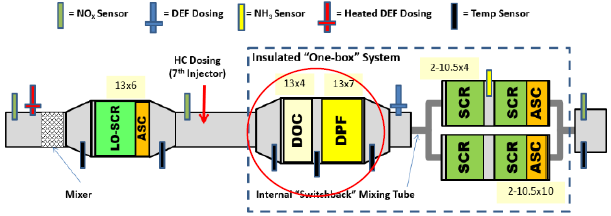 = NOX Sensor
= DEF Dosing
= NH3 Sensor
= Heated DEF Dosing
= Temp Sensor
HC Dosing
(7th Injector)
Insulated "One-box" System
13x6
13x4
13x7
2-10.5x4
LO-SCR
ASC
DOC
DPF
SCR
SCR
ASC
SCR
SCR
ASC
Mixer
Internal "Switchback" Mixing Tube
2-10.5x10